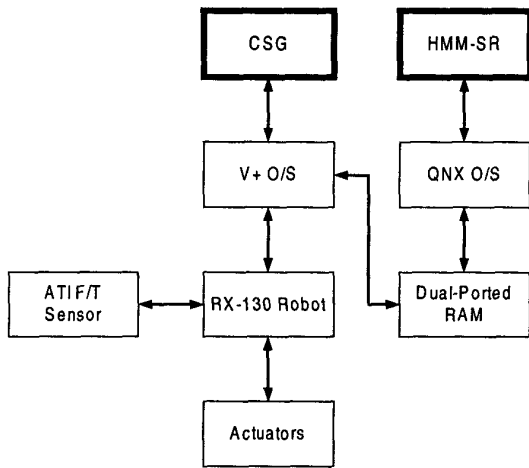 CSG
HMM-SR
V+ O/S
QNX O/S
ATI F/T
Sensor
RX-130 Robot
Dual-Ported
RAM
Actuators